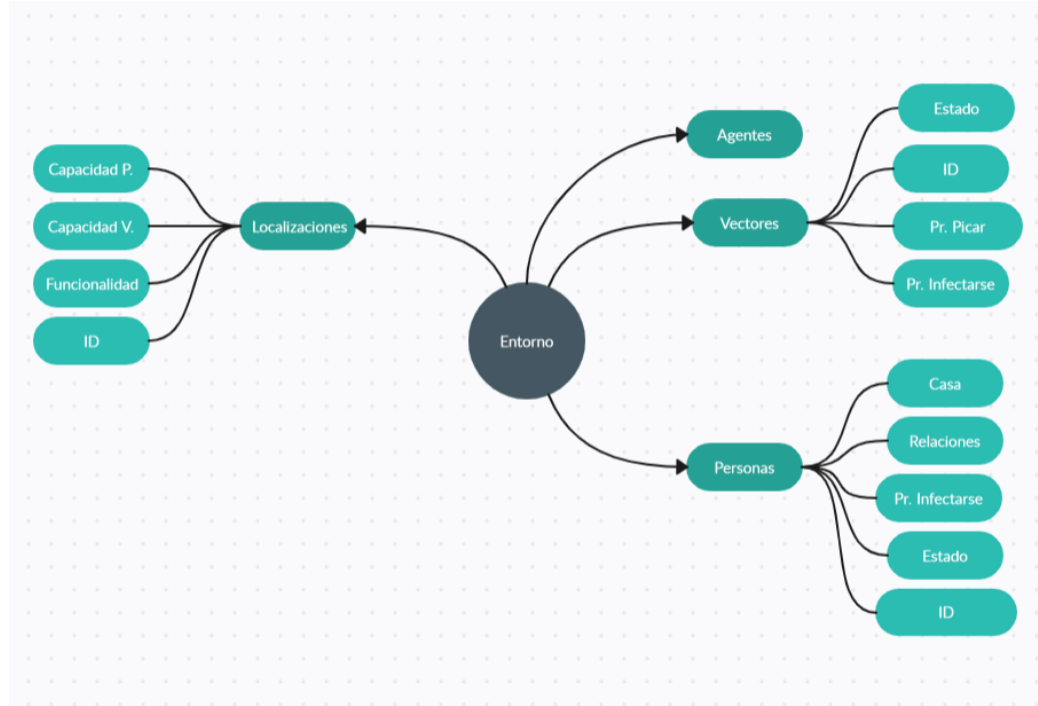 Estado
Agentes
Capacidad P.
ID
Vectores
Capacidad V.
Localizaciones
Pr. Picar
Funcionalidad
Pr. Infectarse
ID
Entorno
Casa
Relaciones
Personas
Pr. Infectarse
Estado
ID